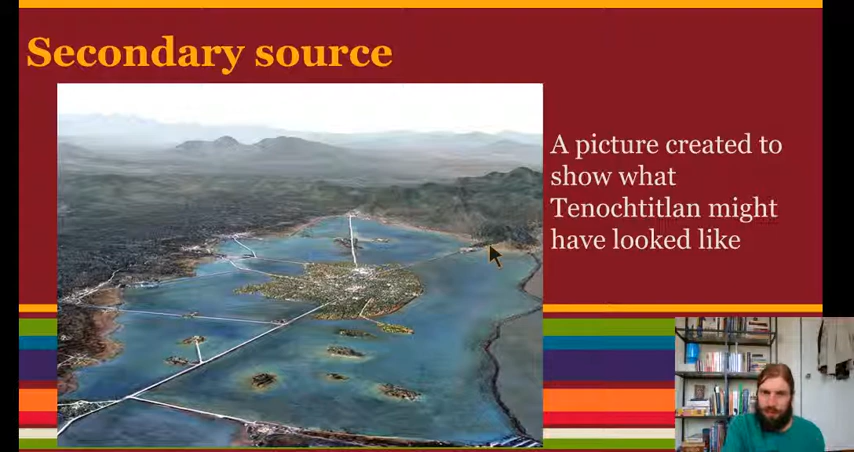 Secondary source
A picture created to
show what
Tenochtitlan might
have looked like